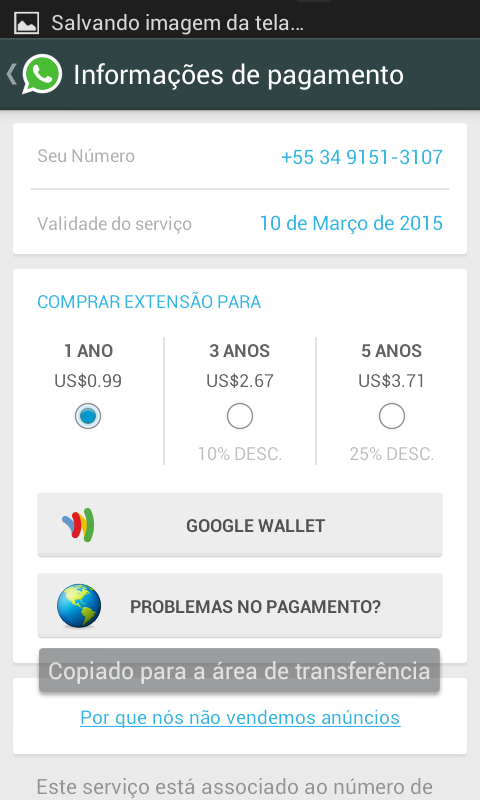 Salvando imagem da tela...
Informações de pagamento
Seu Número +55 34 9151-3107
Validade do serviço 10 de Março de 2015
COMPRAR EXTENSÃO PARA
1 ANO 3 ANOS 5 ANOS
US$0.99 US$2.67 US$3.71
10% DESC. 25% DESC.
GOOGLE WALLET
PROBLEMAS NO PAGAMENTO?
Copiado para a área de transferência
Por que nós não vendemos anúncios
Este serviço está associado ao número de